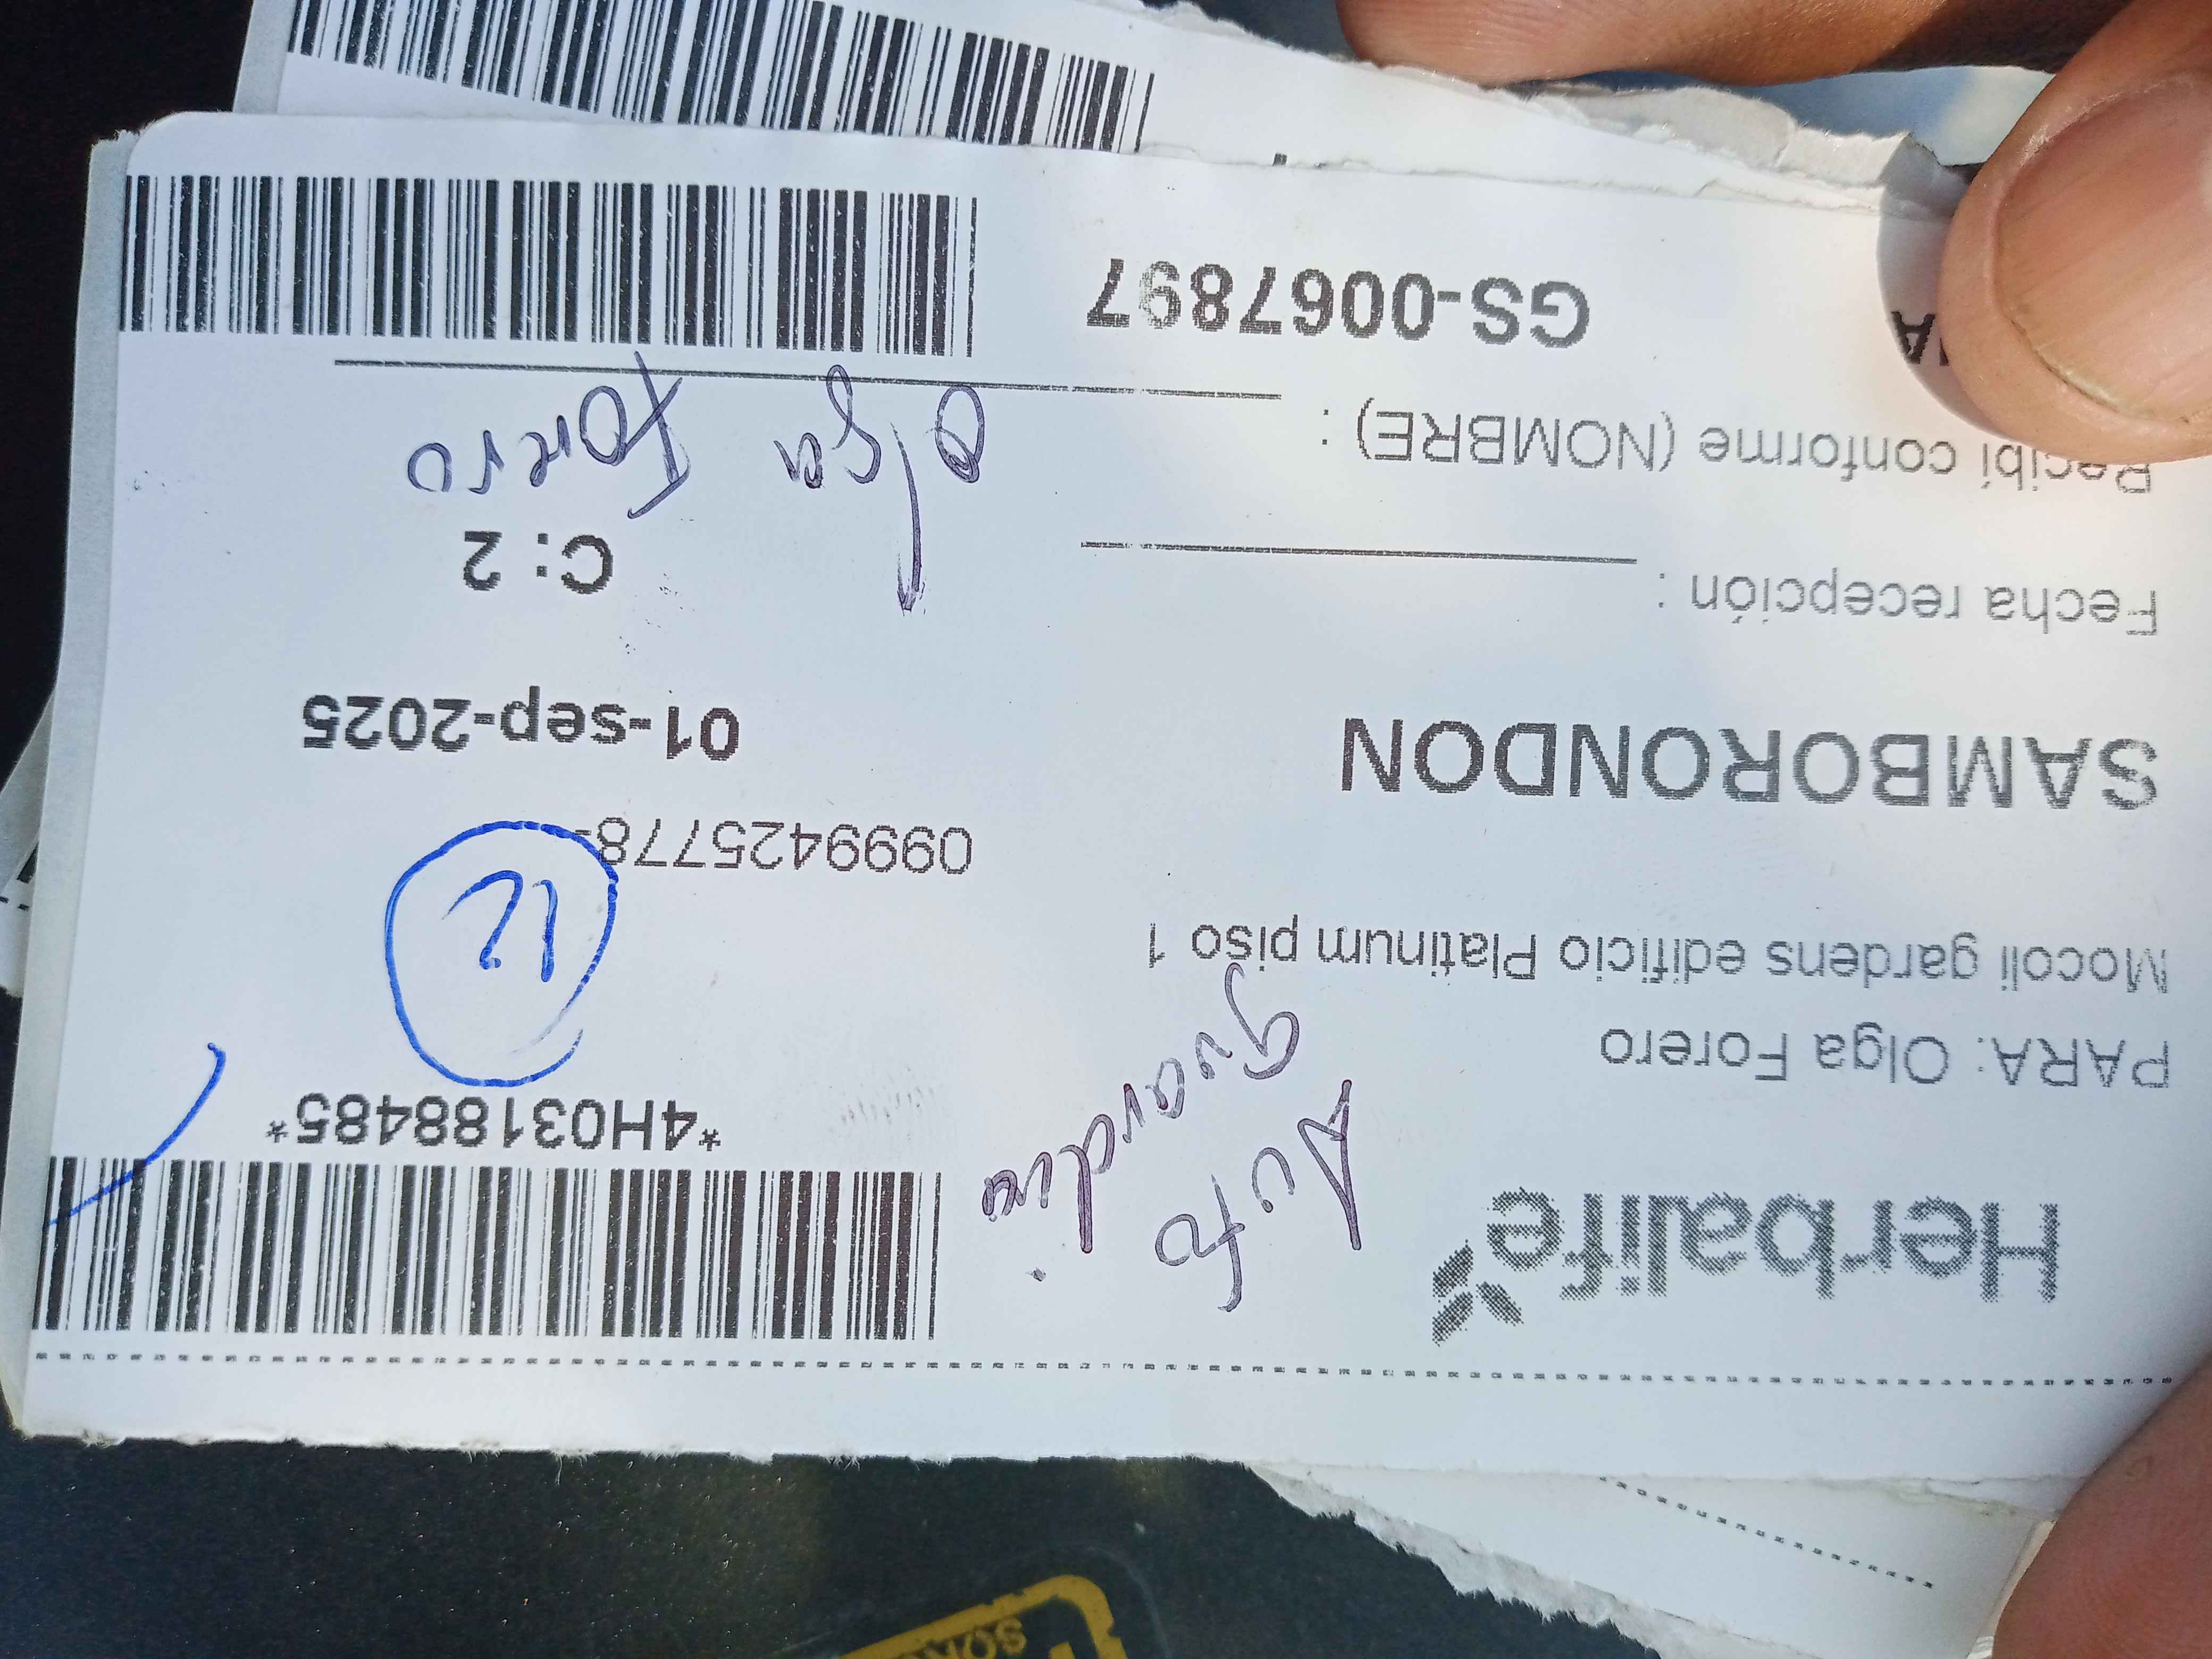 Herbalife
*4H03188485*
Auto
guardia.
PARA: Olga Forero
12
Mocoli gardens edificio Platinum piso 1
0999425778-
SAMBORONDON
01-sep-2025
Fecha recepción :
C: 2
Recibí conforme (NOMBRE) :
Olga Forero
GS-0067897